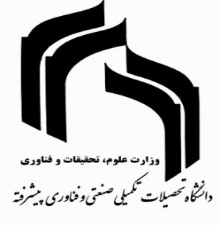 وزارت علوم، تحقیقات و فناوری
دانشگاه تحصیلات تکمیلی صنعتی و فناوری پیشرفته